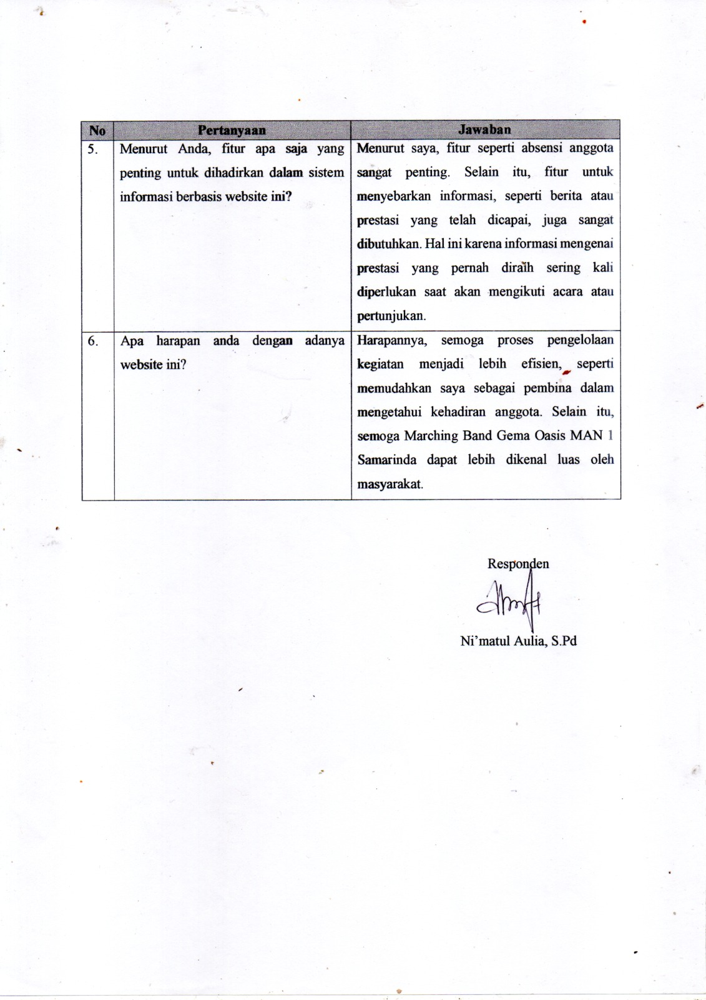 No Pertanyaan Jawaban
5. Menurut Anda, fitur apa saja yang
penting untuk dihadirkan dalam sistem
informasi berbasis website ini?
Menurut saya, fitur seperti absensi anggota
sangat penting. Selain itu, fitur untuk
menyebarkan informasi, seperti berita atau
prestasi yang telah dicapai, juga sangat
dibutuhkan. Hal ini karena informasi mengenai
prestasi yang pernah diraih sering kali
diperlukan saat akan mengikuti acara atau
pertunjukan.
6. Apa harapan anda dengan adanya
website ini?
Harapannya, semoga proses pengelolaan
kegiatan menjadi lebih efisien, seperti
memudahkan saya sebagai pembina dalam
mengetahui kehadiran anggota. Selain itu,
semoga Marching Band Gema Oasis MAN 1
Samarinda dapat lebih dikenal luas oleh
masyarakat.
Responden
Ni’matul Aulia, S.Pd